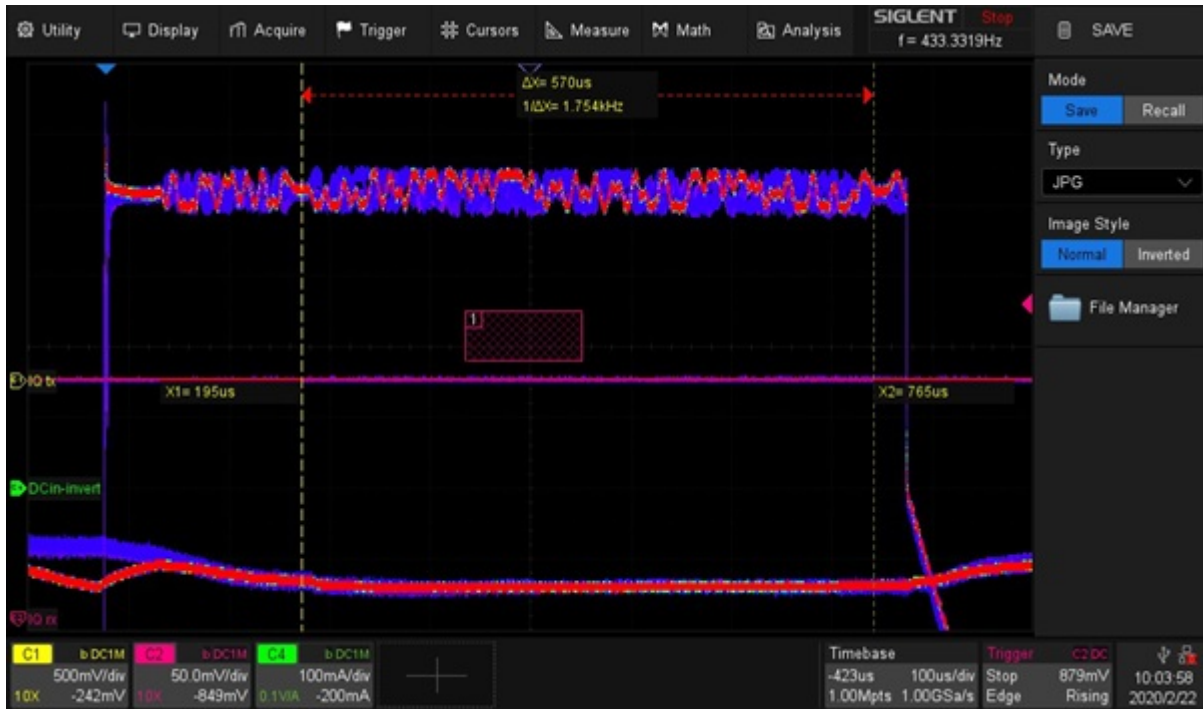 Utility
Display
Acquire
Trigger
Cursors
Measure
Math
Analysis
SIGLENT Stop
f = 433.3319Hz
SAVE
Mode
Save Recall
Type
JPG
Image Style
Normal Inverted
File Manager
ΔX= 570us
1/ΔX= 1.754kHz
1
IQ tx
X1= 195us
X2= 765us
DCin-invert
IQ rx
C1 b DC1M
500mV/div
10X -242mV
C2 b DC1M
50.0mV/div
10X -849mV
C4 b DC1M
100mA/div
0.1V/A -200mA
Timebase
-423us 100us/div
1.00Mpts 1.00GSa/s
Trigger C2 DC
Stop 879mV
Edge Rising
10:03:58
2020/2/22